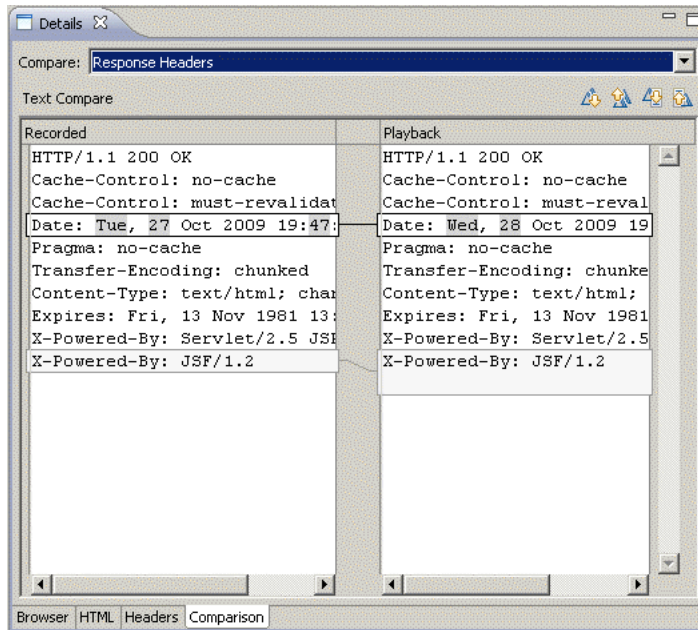 Details
Compare: Response Headers
Text Compare
Recorded
HTTP/1.1 200 OK
Cache-Control: no-cache
Cache-Control: must-revalidat
Date: Tue, 27 Oct 2009 19:47:
Pragma: no-cache
Transfer-Encoding: chunked
Content-Type: text/html; char
Expires: Fri, 13 Nov 1981 13:
X-Powered-By: Servlet/2.5 JSP
X-Powered-By: JSF/1.2
Playback
HTTP/1.1 200 OK
Cache-Control: no-cache
Cache-Control: must-reval
Date: Wed, 28 Oct 2009 19
Pragma: no-cache
Transfer-Encoding: chunke
Content-Type: text/html;
Expires: Fri, 13 Nov 1981
X-Powered-By: Servlet/2.5
X-Powered-By: JSF/1.2
Browser HTML Headers Comparison